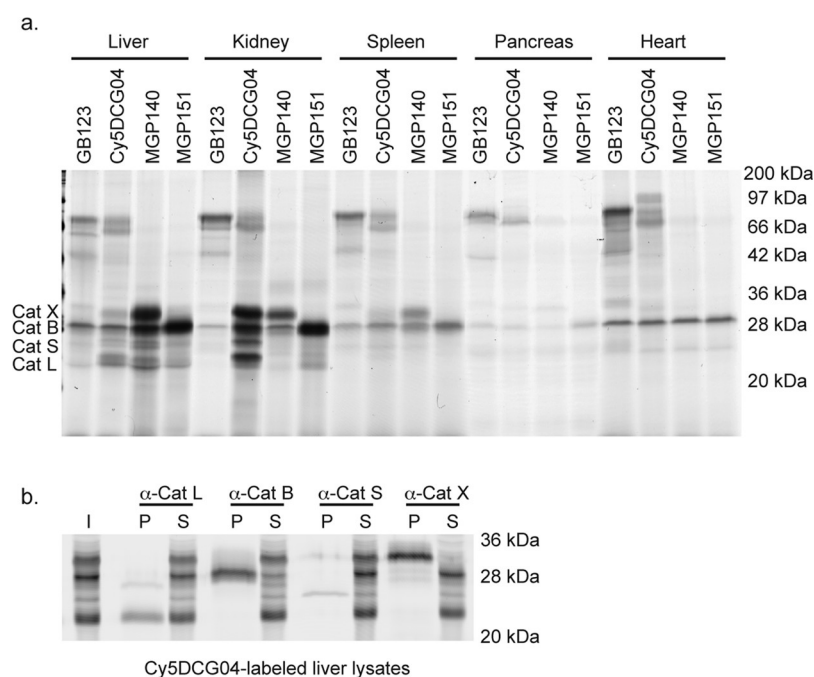 a.
Liver Kidney Spleen Pancreas Heart
GB123 Cy5DCG04 MGP140 MGP151 GB123 Cy5DCG04 MGP140 MGP151 GB123 Cy5DCG04 MGP140 MGP151 GB123 Cy5DCG04 MGP140 MGP151 GB123 Cy5DCG04 MGP140 MGP151
200 kDa
97 kDa
66 kDa
42 kDa
36 kDa
Cat X
Cat B 28 kDa
Cat S
Cat L
20 kDa
b.
α-Cat L α-Cat B α-Cat S α-Cat X
I P S P S P S P S
36 kDa
28 kDa
20 kDa
Cy5DCG04-labeled liver lysates